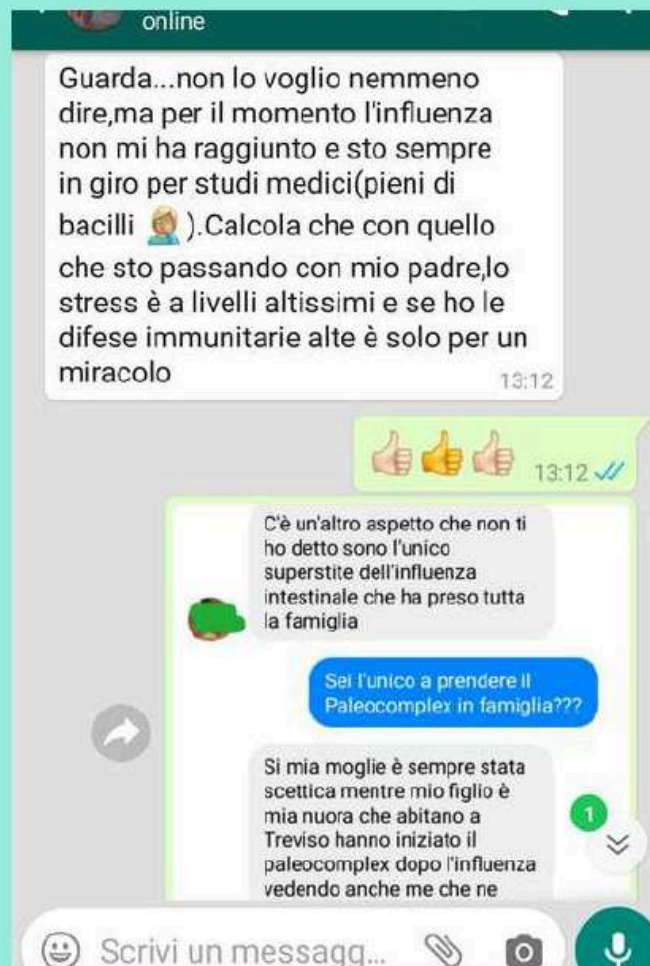 online
Guarda...non lo voglio nemmeno
dire,ma per il momento l'influenza
non mi ha raggiunto e sto sempre
in giro per studi medici(pieni di
bacilli 🤦🏼‍♀️).Calcola che con quello
che sto passando con mio padre,lo
stress è a livelli altissimi e se ho le
difese immunitarie alte è solo per un
miracolo
13:12
👍🏻👍👍🏻 13:12
C'è un'altro aspetto che non ti
ho detto sono l'unico
superstite dell'influenza
intestinale che ha preso tutta
la famiglia
Sei l'unico a prendere il
Paleocomplex in famiglia???
Si mia moglie è sempre stata
scettica mentre mio figlio è
mia nuora che abitano a
Treviso hanno iniziato il
paleocomplex dopo l'influenza
vedendo anche me che ne
1
Scrivi un messagg...